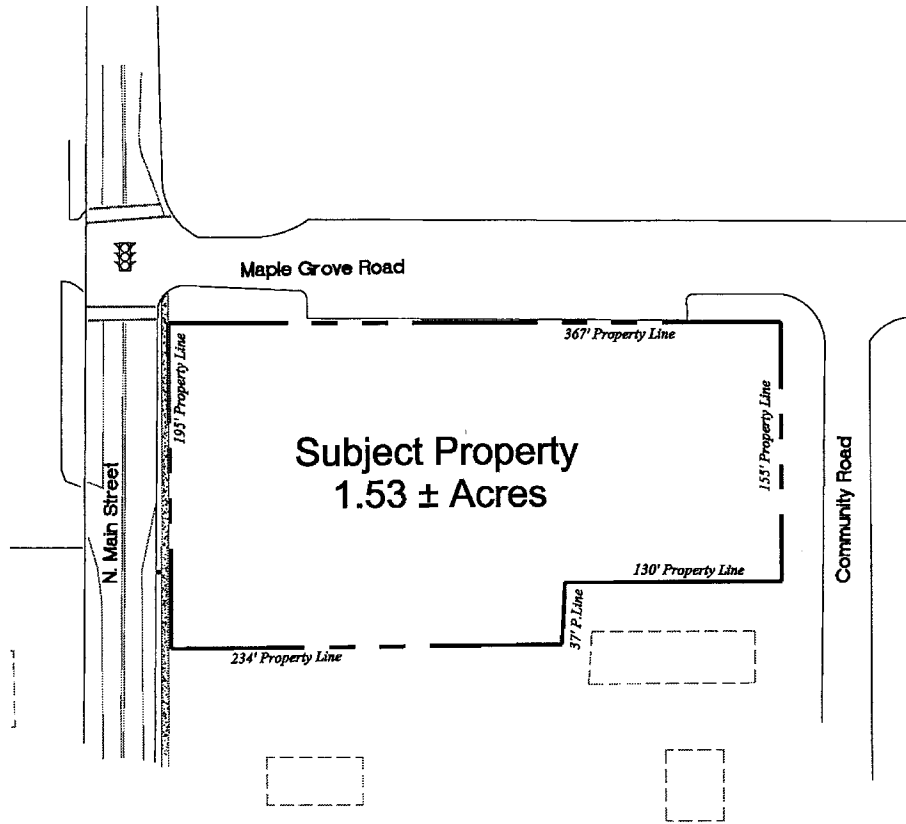 Maple Grove Road
367' Property Line
195' Property Line
Subject Property
1.53 ± Acres
155' Property Line
N. Main Street
Community Road
130' Property Line
37' P.Line
234' Property Line